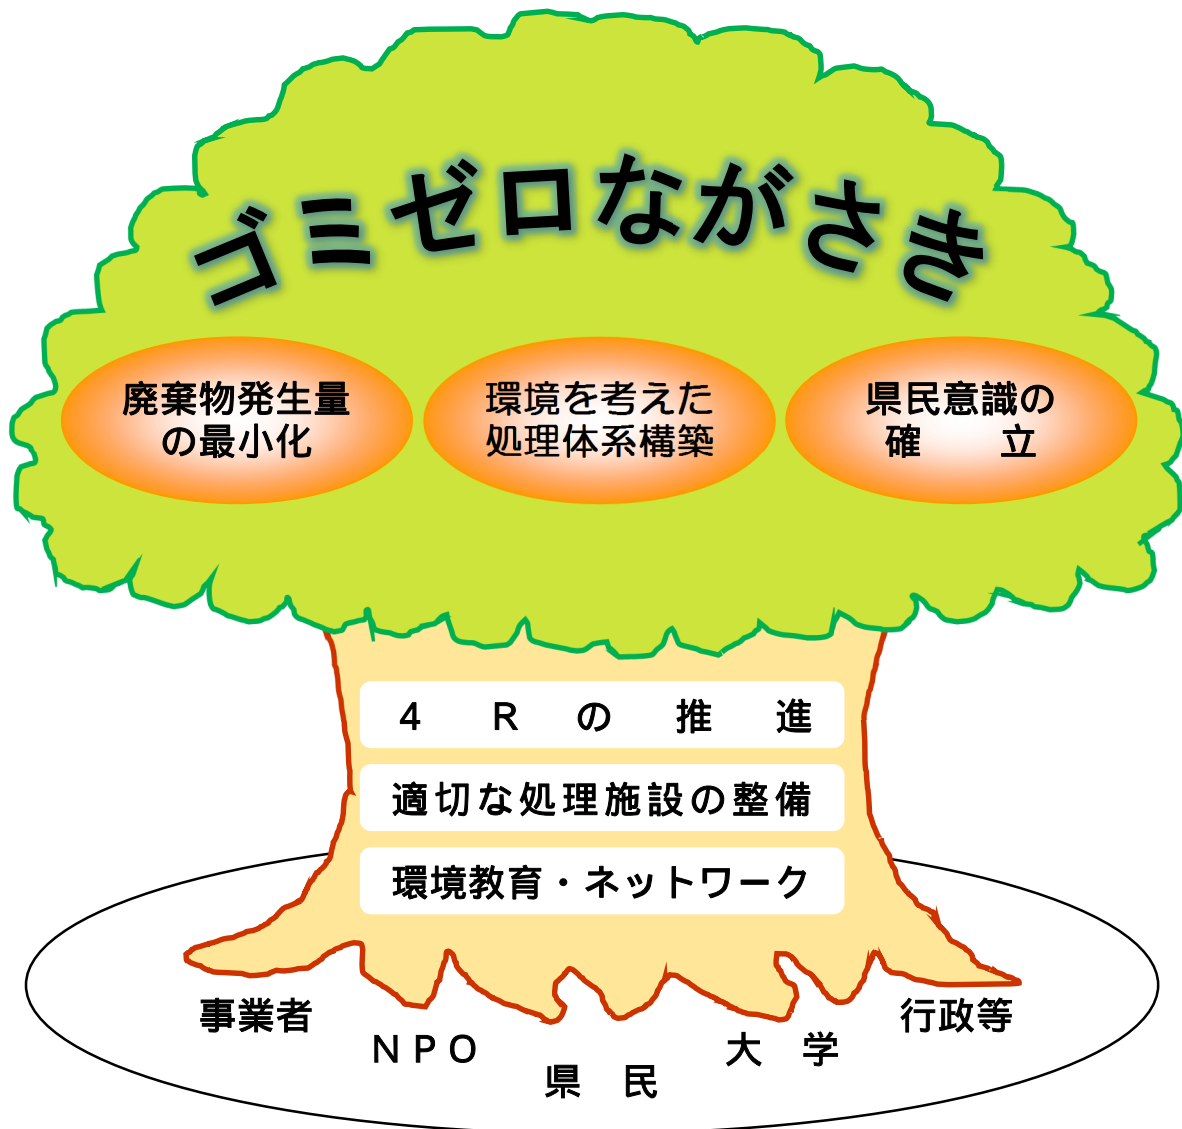 ゴミゼロながさき
廃棄物発生量
の最小化
環境を考えた
処理体系構築
県民意識の
確　立
４Ｒの推進
適切な処理施設の整備
環境教育・ネットワーク
事業者
ＮＰＯ
県　民
大　学
行政等